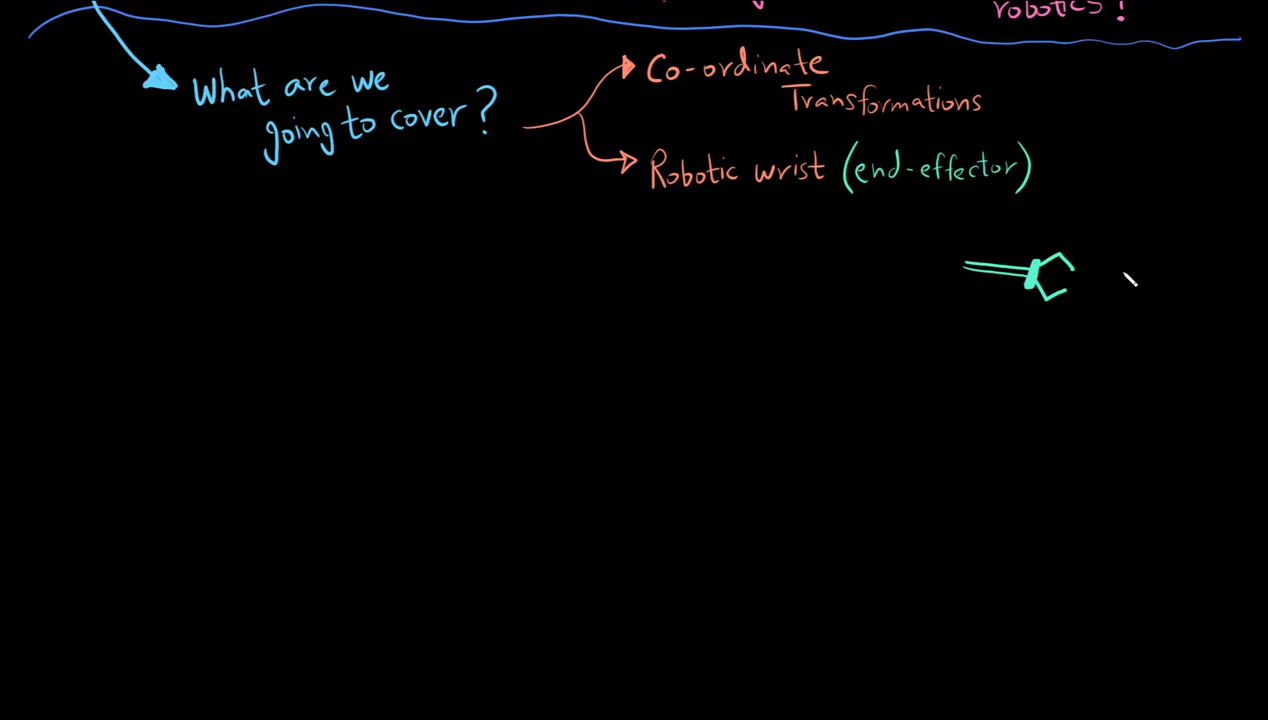 robotics!
What are we
going to cover?
Co-ordinate
Transformations
Robotic wrist (end-effector)